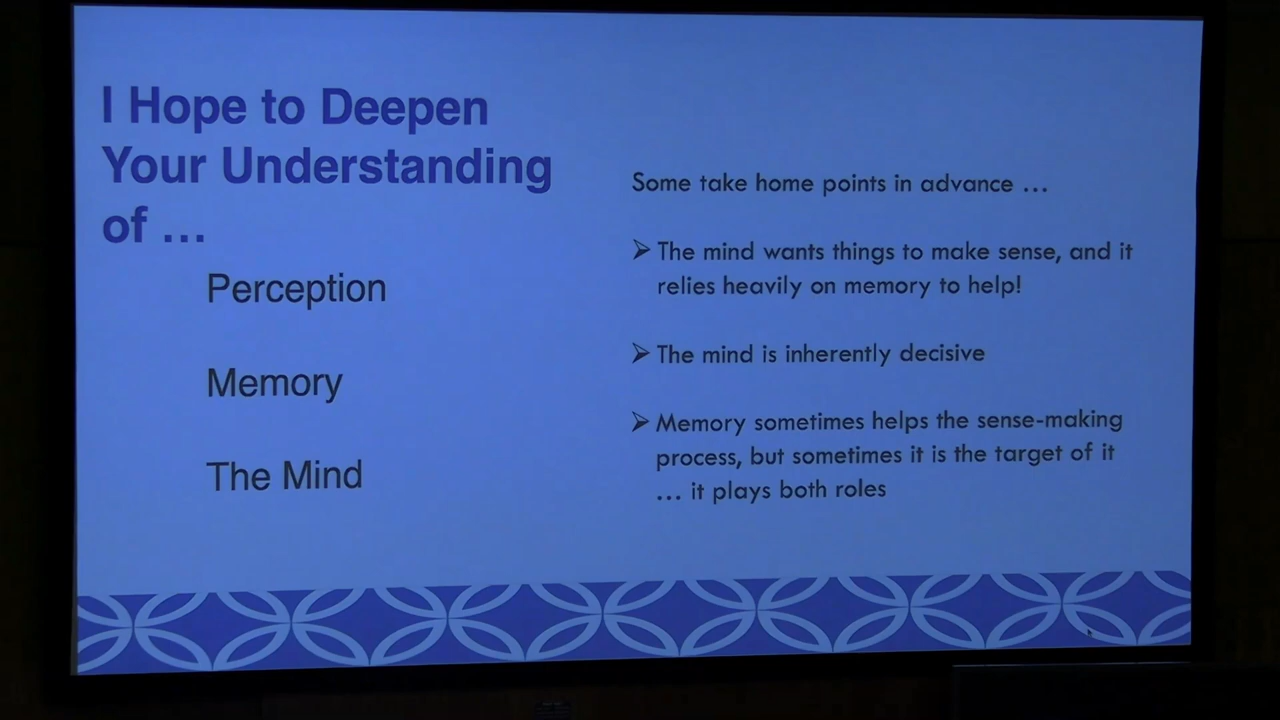 I Hope to Deepen
Your Understanding
of ...
Perception
Memory
The Mind
Some take home points in advance ...
➢ The mind wants things to make sense, and it
relies heavily on memory to help!
➢ The mind is inherently decisive
➢ Memory sometimes helps the sense-making
process, but sometimes it is the target of it
... it plays both roles